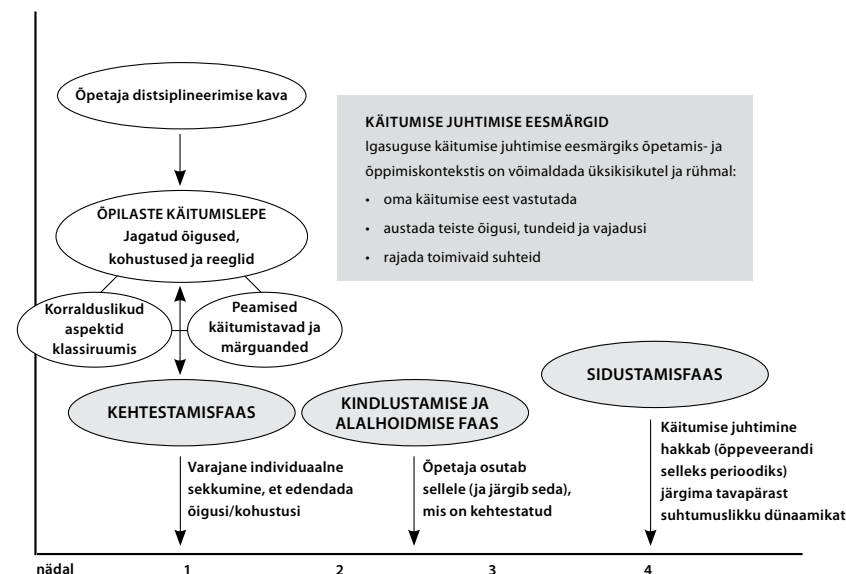 Õpetaja distsiplineerimise kava
KÄITUMISE JUHTIMISE EESMÄRGID
Igasuguse käitumise juhtimise eesmärgiks õpetamis- ja
õppimiskontekstis on võimaldada üksikisikutel ja rühmal:
• oma käitumise eest vastutada
• austada teiste õigusi, tundeid ja vajadusi
• rajada toimivaid suhteid
ÕPILASTE KÄITUMISLEPE
Jagatud õigused,
kohustused ja reeglid
Korralduslikud
aspektid
klassiruumis
Peamised
käitumistavad ja
märguanded
KEHTESTAMISFAAS
KINDLUSTAMISE JA
ALALHOIDMISE FAAS
SIDUSTAMISFAAS
Varajane individuaalne
sekkumine, et edendada
õigusi/kohustusi
Õpetaja osutab
sellele (ja järgib seda),
mis on kehtestatud
Käitumise juhtimine
hakkab (õppeveerandi
selleks perioodiks)
järgima tavapärast
suhtumuslikku dünaamikat
nädal 1 2 3 4